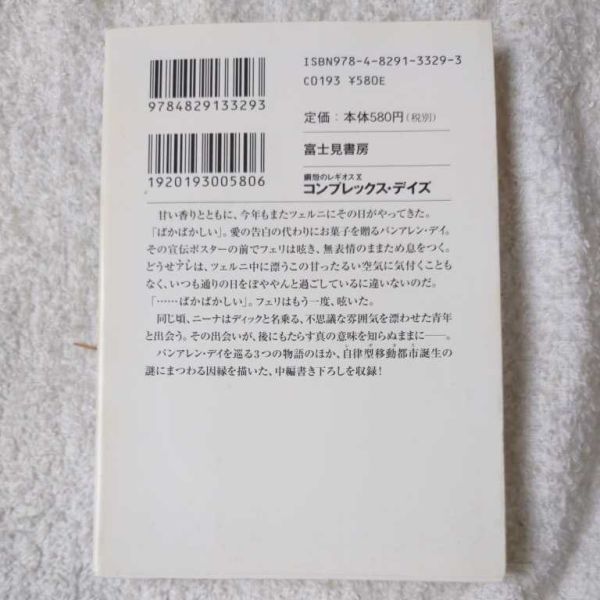 ISBN978-4-8291-3329-3
C0193 ¥580E
9784829133293
定価：本体580円(税別)
富士見書房
1920193005806
鋼殻のレギオスX
コンプレックス・デイズ
甘い香りとともに、今年もまたツェルニにその日がやってきた。
「ばかばかしい」。愛の告白の代わりにお菓子を贈るバンアレン・デイ。
その宣伝ポスターの前でフェリは呟き、無表情のままため息をつく。
どうせアレは、ツェルニ中に漂うこの甘ったるい空気に気付くことも
なく、いつも通りの日をぽややんと過ごしているに違いないのだ。
「……ばかばかしい」。フェリはもう一度、呟いた。
同じ頃、ニーナはディックと名乗る、不思議な雰囲気を漂わせた青年
と出会う。その出会いが、後にもたらす真の意味を知らぬままに――。
バンアレン・デイを巡る3つの物語のほか、自律型移動都市誕生の
謎にまつわる因縁を描いた、中編書き下ろしを収録！